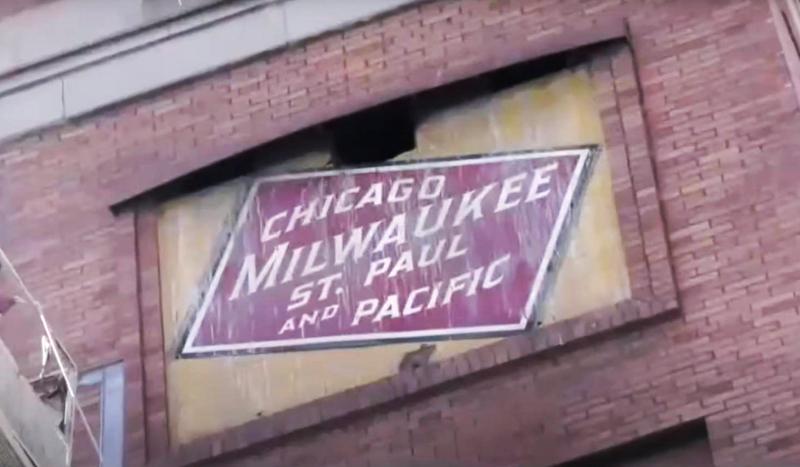 CHICAGO
MILWAUKEE
ST. PAUL
AND PACIFIC